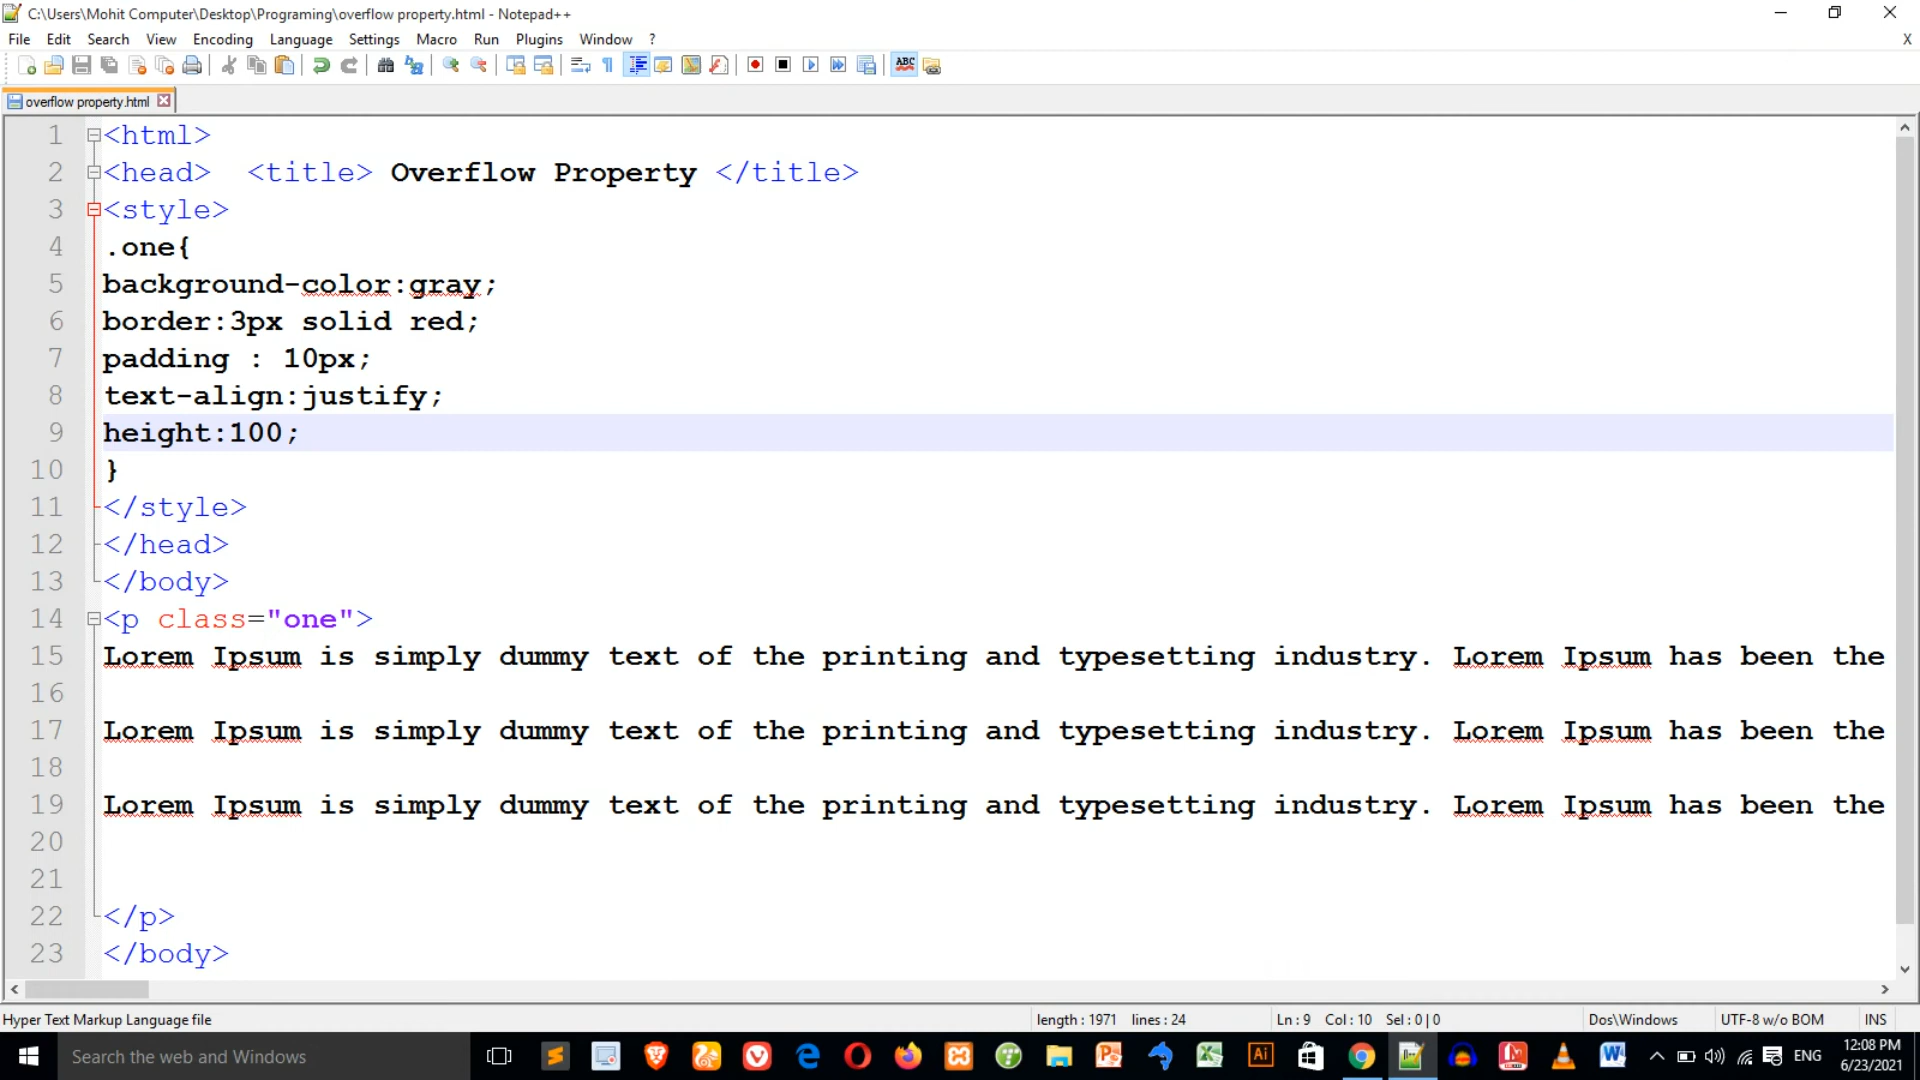 C:\Users\Mohit Computer\Desktop\Programing\overflow property.html - Notepad++
File Edit Search View Encoding Language Settings Macro Run Plugins Window ? X
overflow property.html
1 <html>
2 <head> <title> Overflow Property </title>
3 <style>
4 .one{
5 background-color:gray;
6 border:3px solid red;
7 padding : 10px;
8 text-align:justify;
9 height:100;
10 }
11 </style>
12 </head>
13 </body>
14 <p class="one">
15 Lorem Ipsum is simply dummy text of the printing and typesetting industry. Lorem Ipsum has been the
16
17 Lorem Ipsum is simply dummy text of the printing and typesetting industry. Lorem Ipsum has been the
18
19 Lorem Ipsum is simply dummy text of the printing and typesetting industry. Lorem Ipsum has been the
20
21
22 </p>
23 </body>
Hyper Text Markup Language file length : 1971 lines : 24 Ln : 9 Col : 10 Sel : 0 | 0 Dos\Windows UTF-8 w/o BOM INS
Search the web and Windows ENG 12:08 PM
6/23/2021